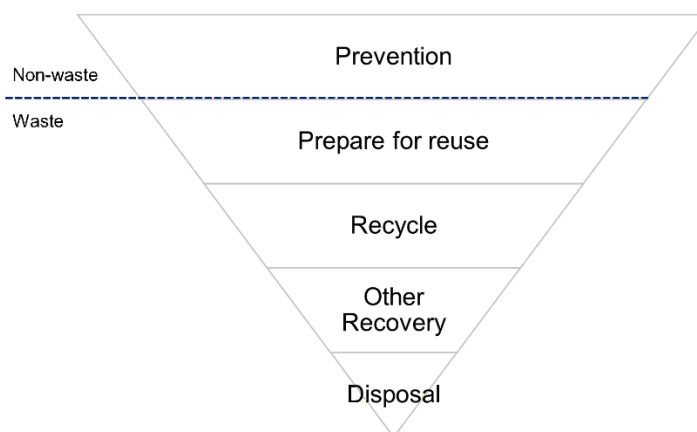 Prevention
Non-waste
Waste
Prepare for reuse
Recycle
Other
Recovery
Disposal